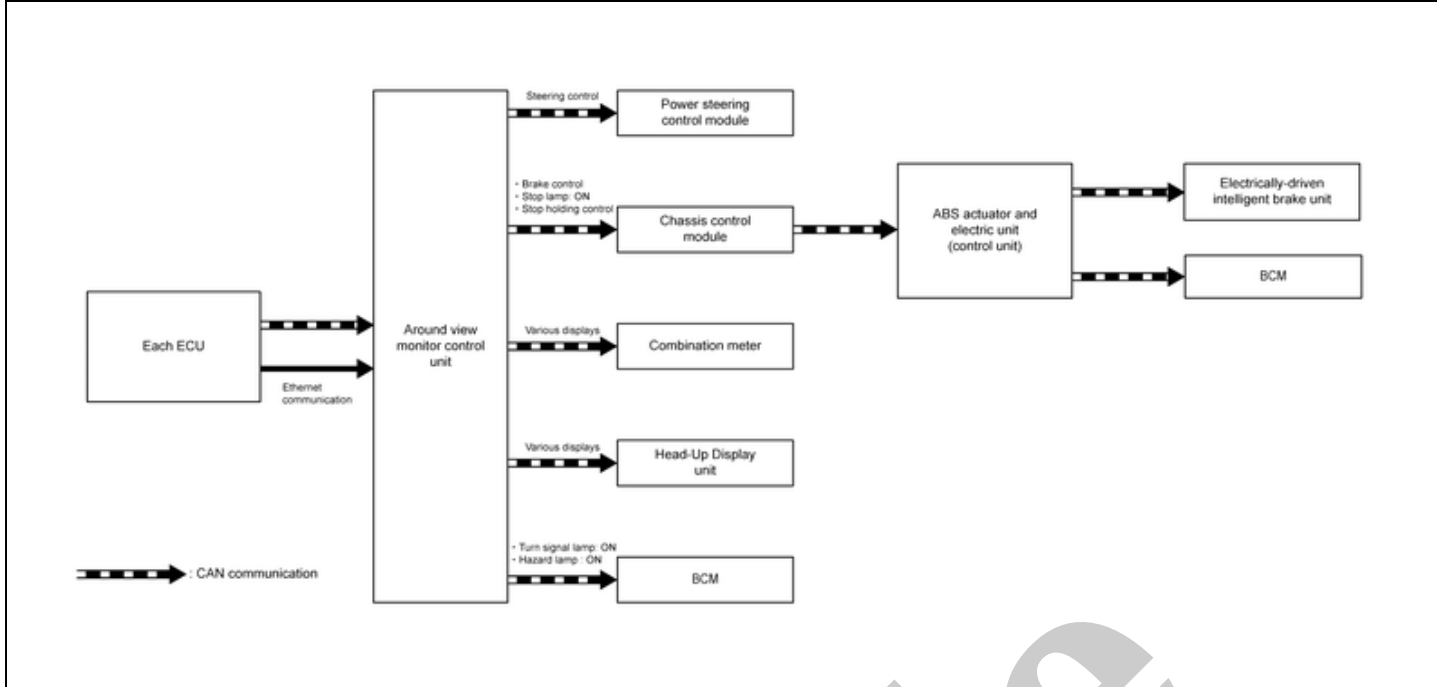 Steering control
Power steering
control module
・Brake control
・Stop lamp: ON
・Stop holding control
Chassis control
module
ABS actuator and
electric unit
(control unit)
Electrically-driven
intelligent brake unit
BCM
Each ECU
Ethernet
communication
Around view
monitor control
unit
Various displays
Combination meter
Various displays
Head-Up Display
unit
・Turn signal lamp: ON
・Hazard lamp : ON
BCM
: CAN communication